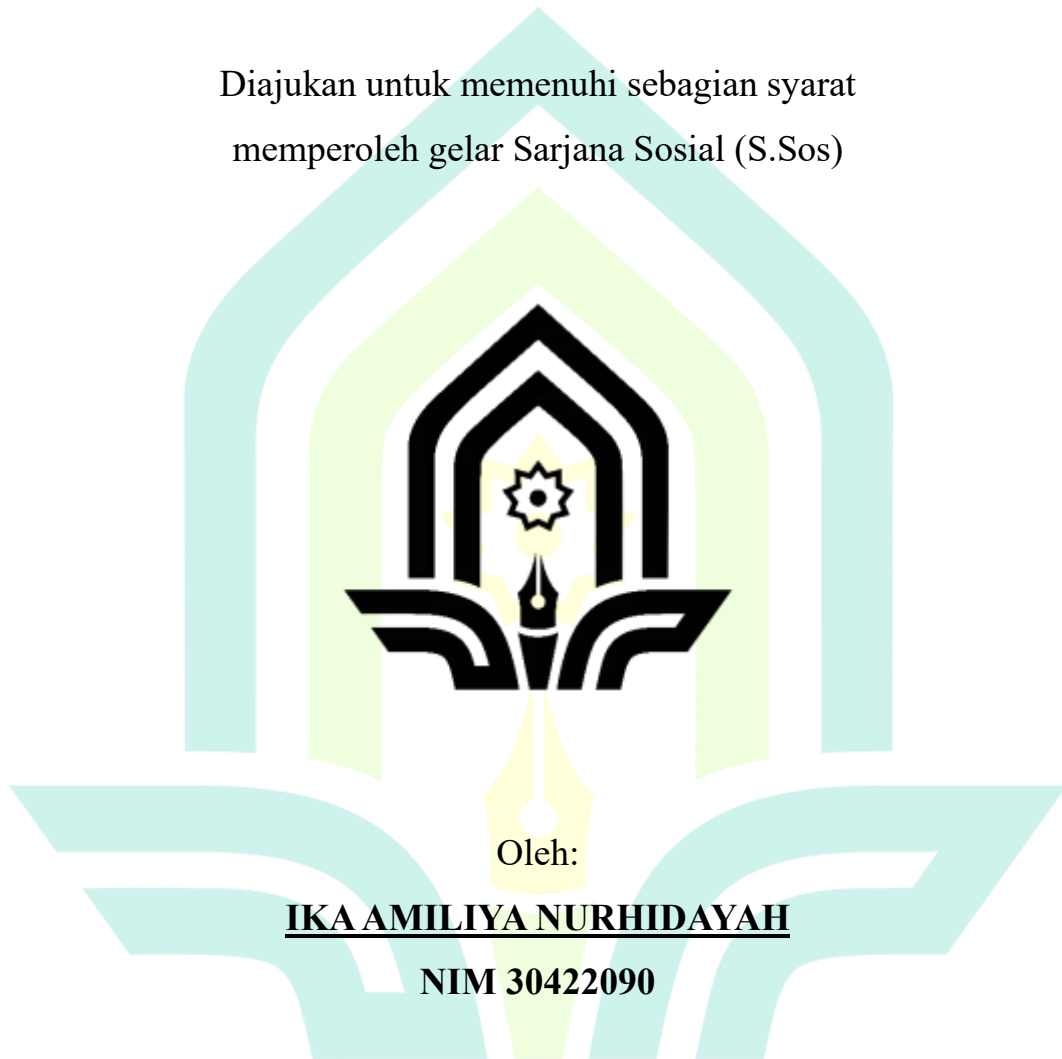 Diajukan untuk memenuhi sebagian syarat
memperoleh gelar Sarjana Sosial (S.Sos)
Oleh:
IKA AMILIYA NURHIDAYAH
NIM 30422090